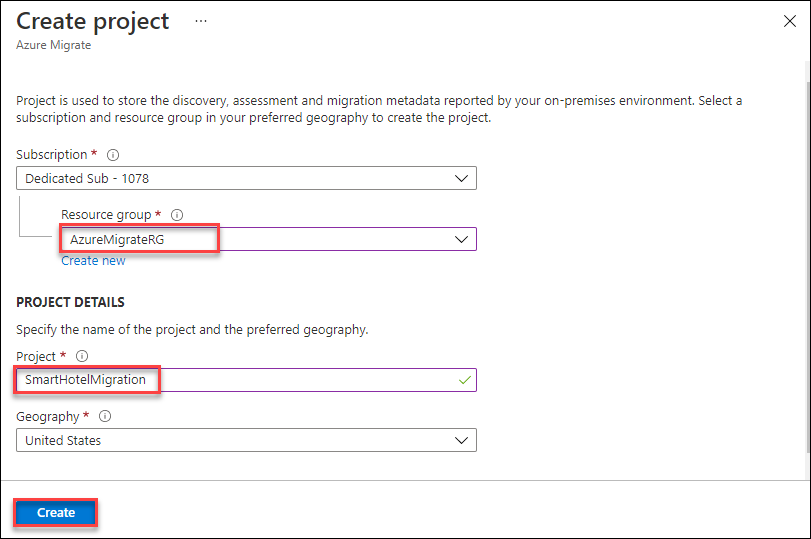 Create project ...
Azure Migrate
Project is used to store the discovery, assessment and migration metadata reported by your on-premises environment. Select a
subscription and resource group in your preferred geography to create the project.
Subscription *
Dedicated Sub - 1078
Resource group *
AzureMigrateRG
Create new
PROJECT DETAILS
Specify the name of the project and the preferred geography.
Project *
SmartHotelMigration
Geography *
United States
Create